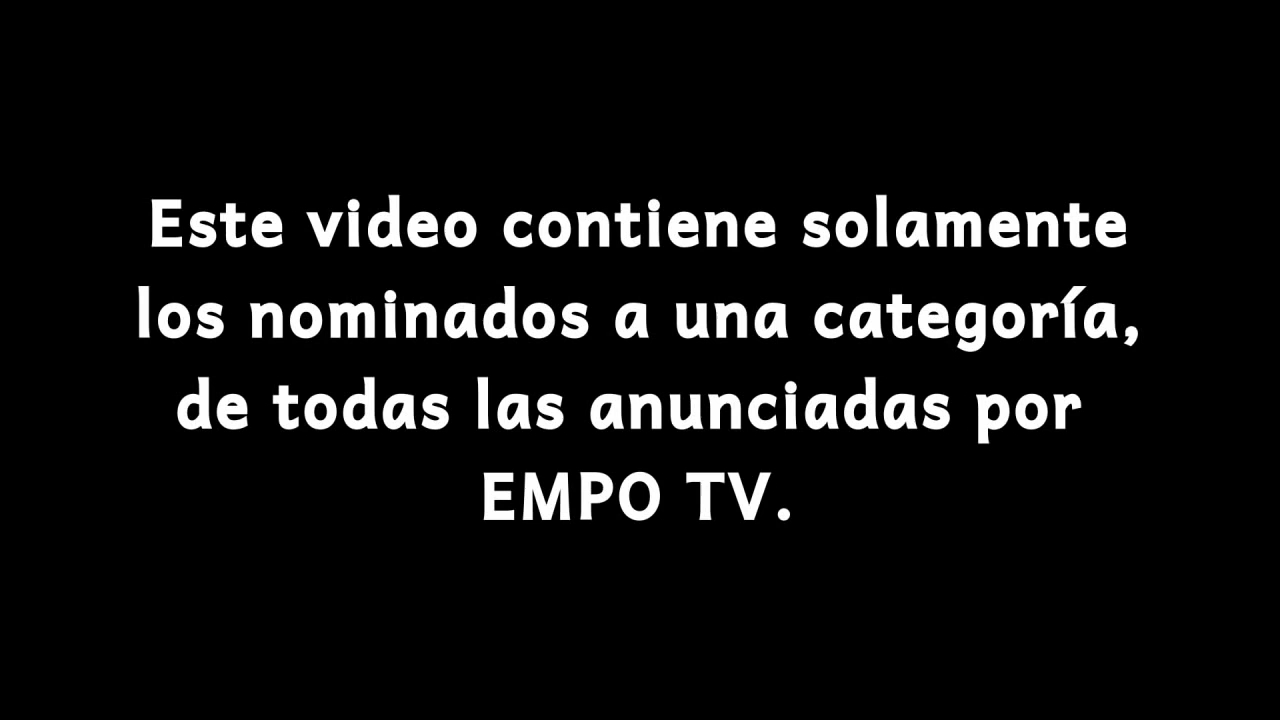 Este video contiene solamente
los nominados a una categoría,
de todas las anunciadas por
EMPO TV.